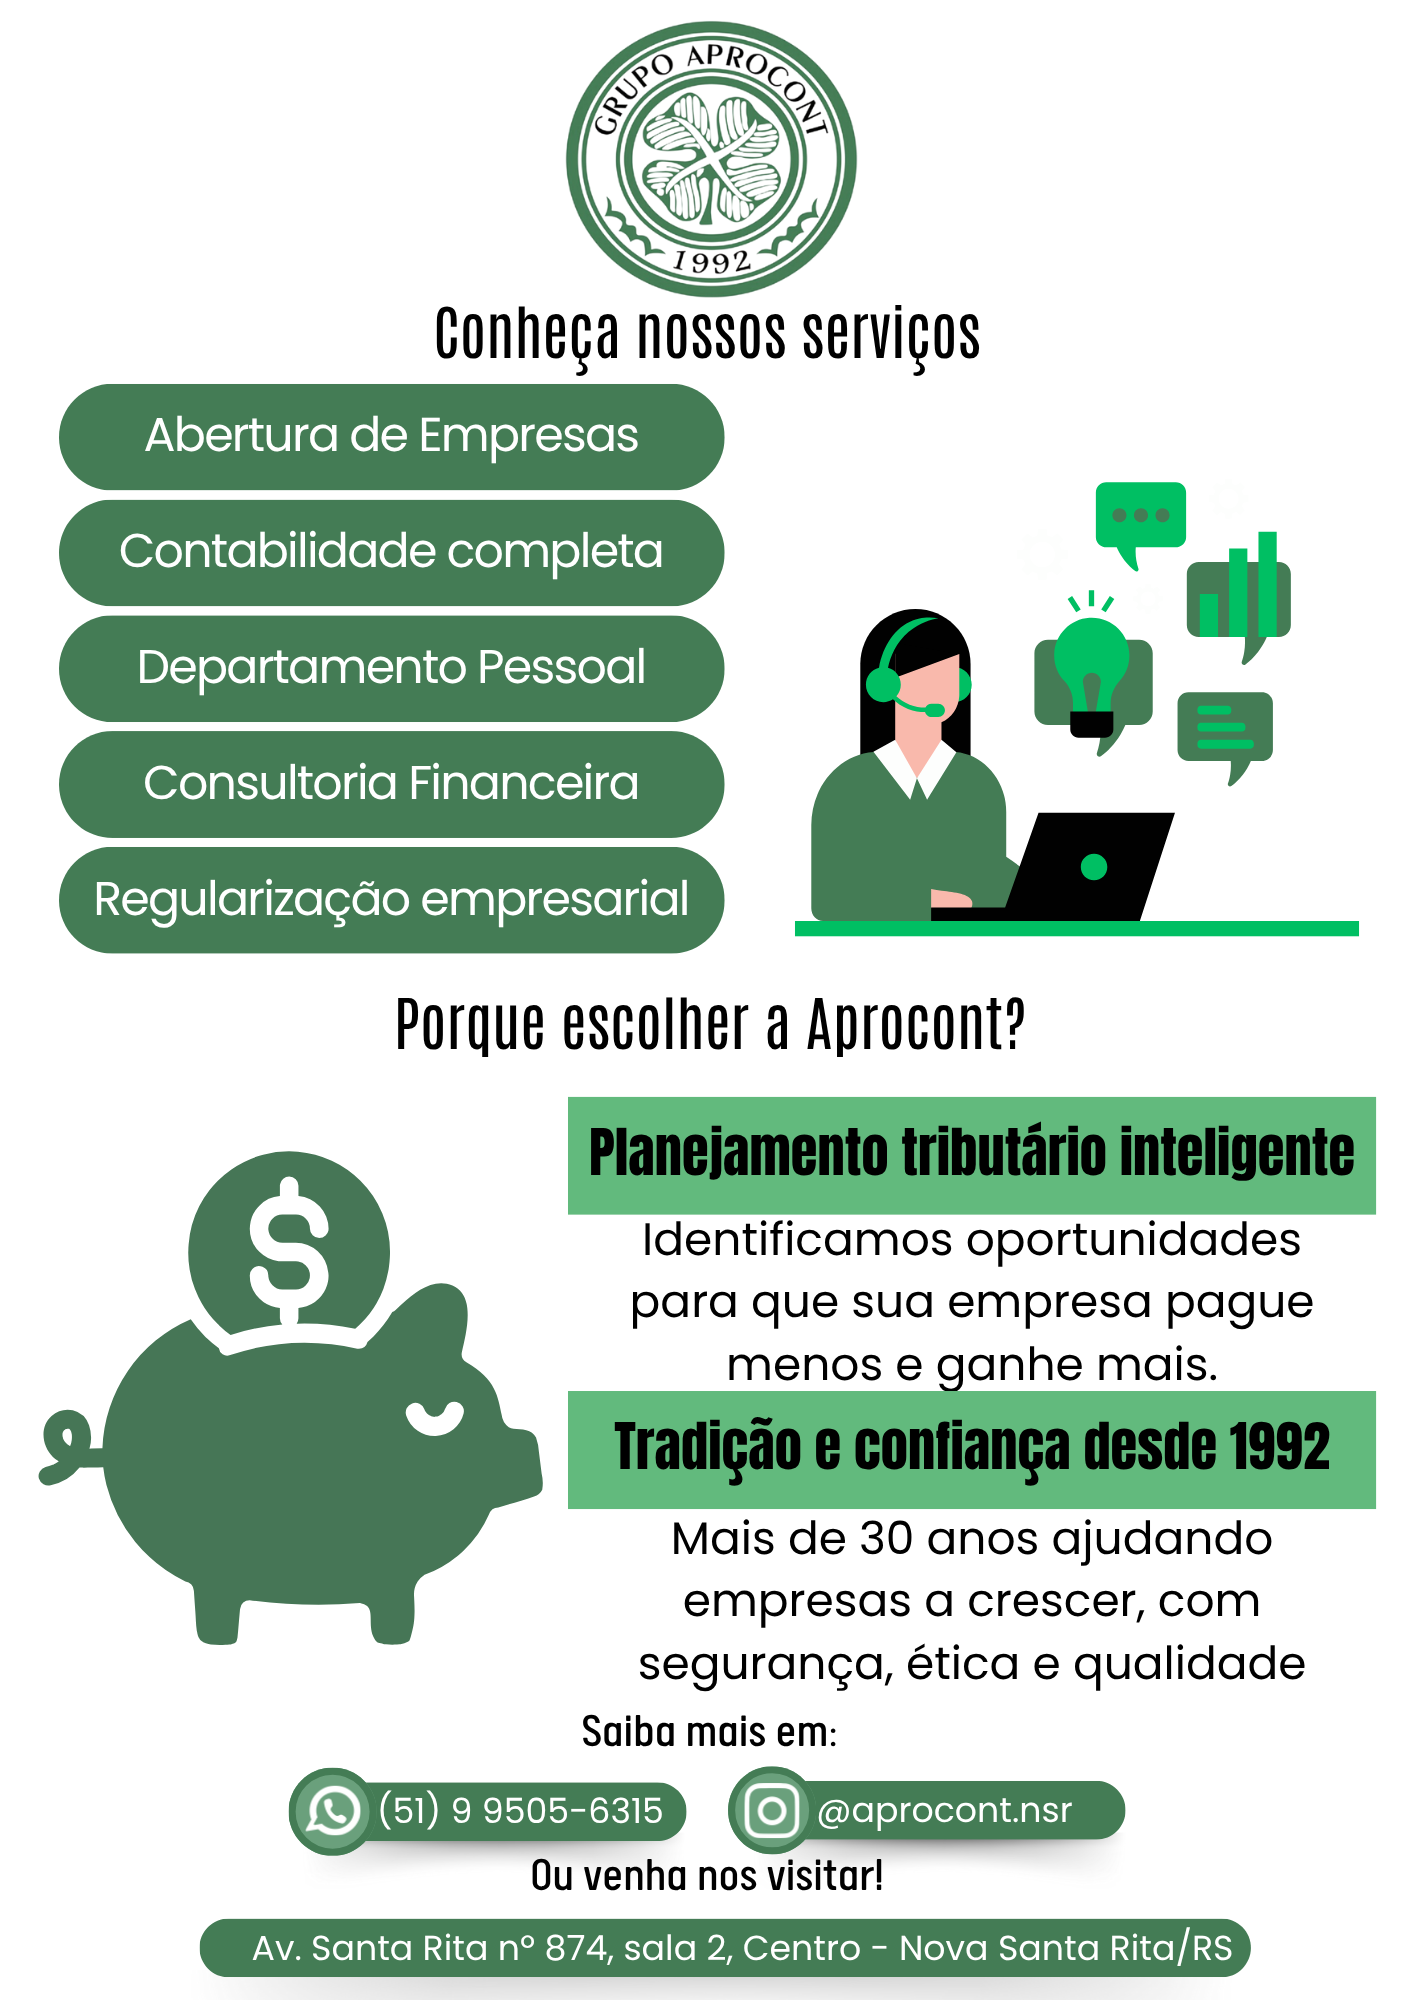 GRUPO APROCONT
1992
Conheça nossos serviços
Abertura de Empresas
Contabilidade completa
Departamento Pessoal
Consultoria Financeira
Regularização empresarial
Porque escolher a Aprocont?
Planejamento tributário inteligente
Identificamos oportunidades
para que sua empresa pague
menos e ganhe mais.
Tradição e confiança desde 1992
Mais de 30 anos ajudando
empresas a crescer, com
segurança, ética e qualidade
Saiba mais em:
(51) 9 9505-6315
@aprocont.nsr
Ou venha nos visitar!
Av. Santa Rita nº 874, sala 2, Centro - Nova Santa Rita/RS